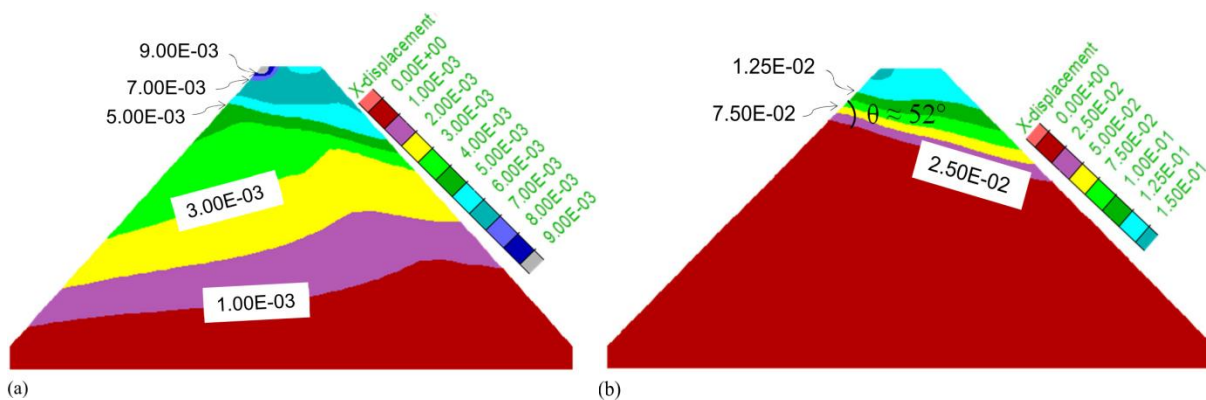 9.00E-03
7.00E-03
5.00E-03
3.00E-03
1.00E-03
X-displacement
0.00E+00
1.00E-03
2.00E-03
3.00E-03
4.00E-03
5.00E-03
6.00E-03
7.00E-03
8.00E-03
9.00E-03
(a)
1.25E-02
7.50E-02
θ ≈ 52°
2.50E-02
X-displacement
0.00E+00
2.50E-02
5.00E-02
7.50E-02
1.00E-01
1.25E-01
1.50E-01
(b)